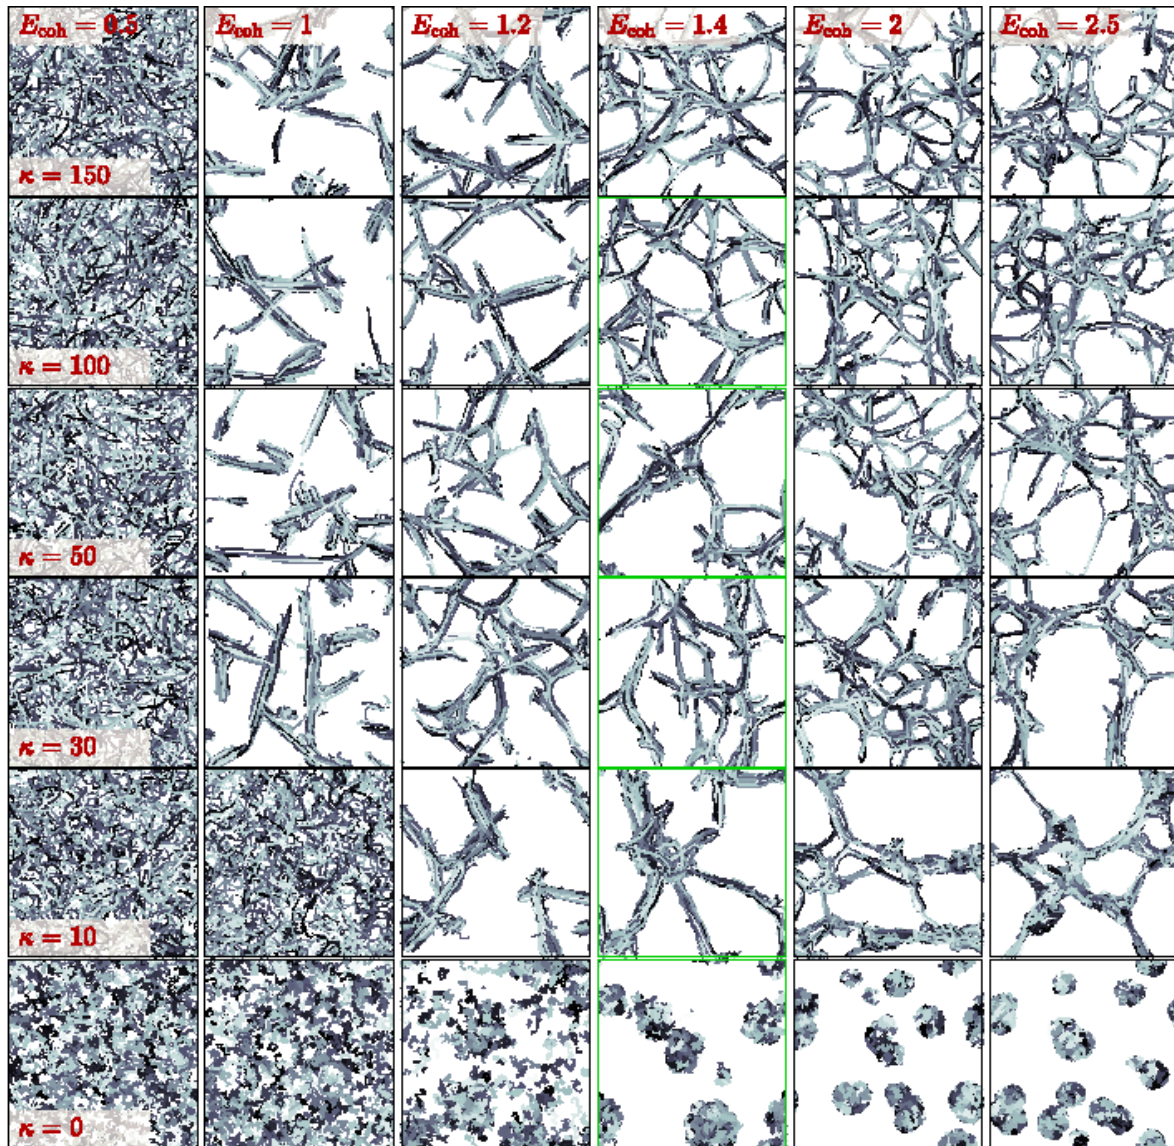 E_coh = 0.5
E_coh = 1
E_coh = 1.2
E_coh = 1.4
E_coh = 2
E_coh = 2.5
κ = 150
κ = 100
κ = 50
κ = 30
κ = 10
κ = 0